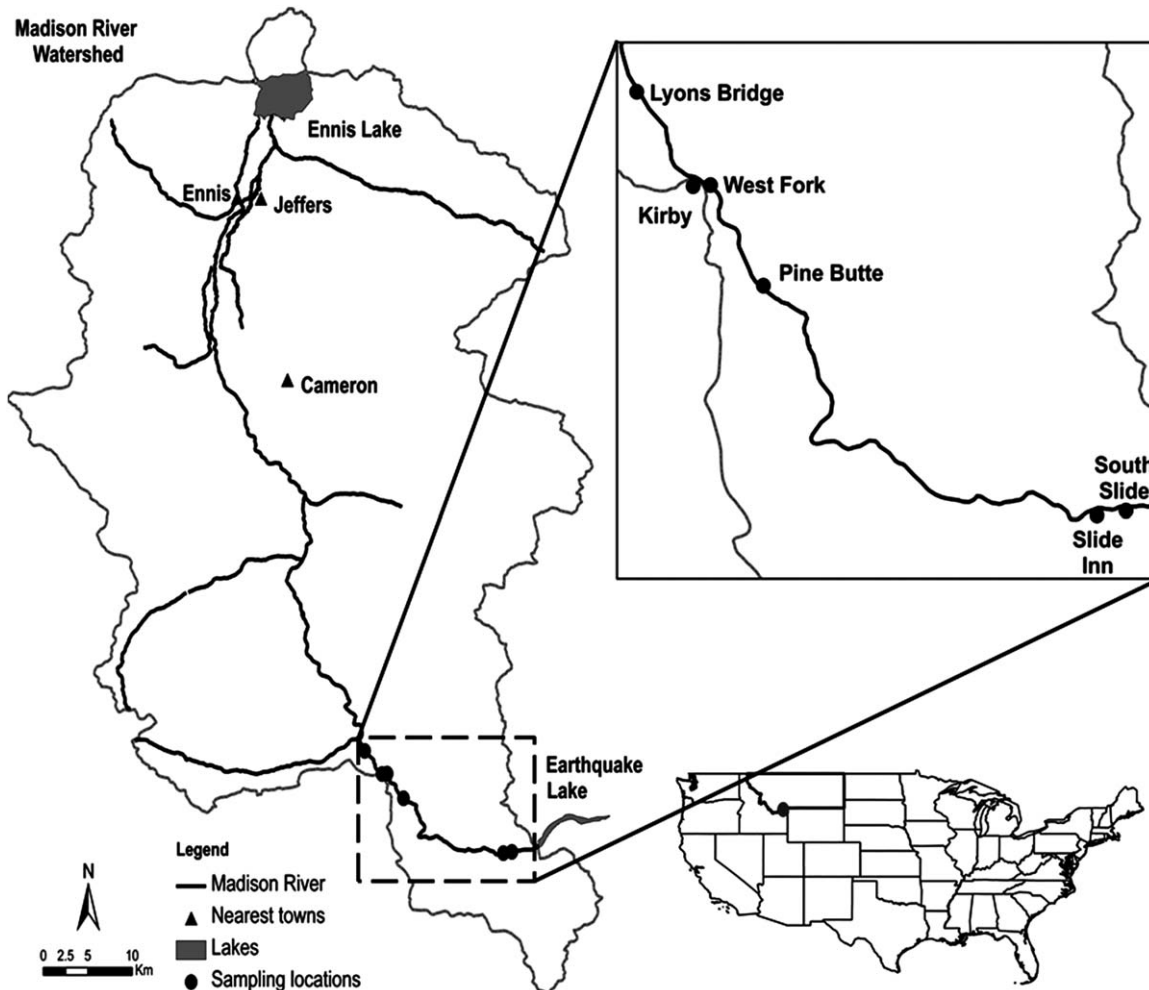 Madison River
Watershed
Ennis Lake
Ennis
Jeffers
Cameron
Lyons Bridge
West Fork
Kirby
Pine Butte
South
Slide
Slide
Inn
Earthquake
Lake
Legend
Madison River
Nearest towns
Lakes
Sampling locations
N
0 2.5 5 10
Km